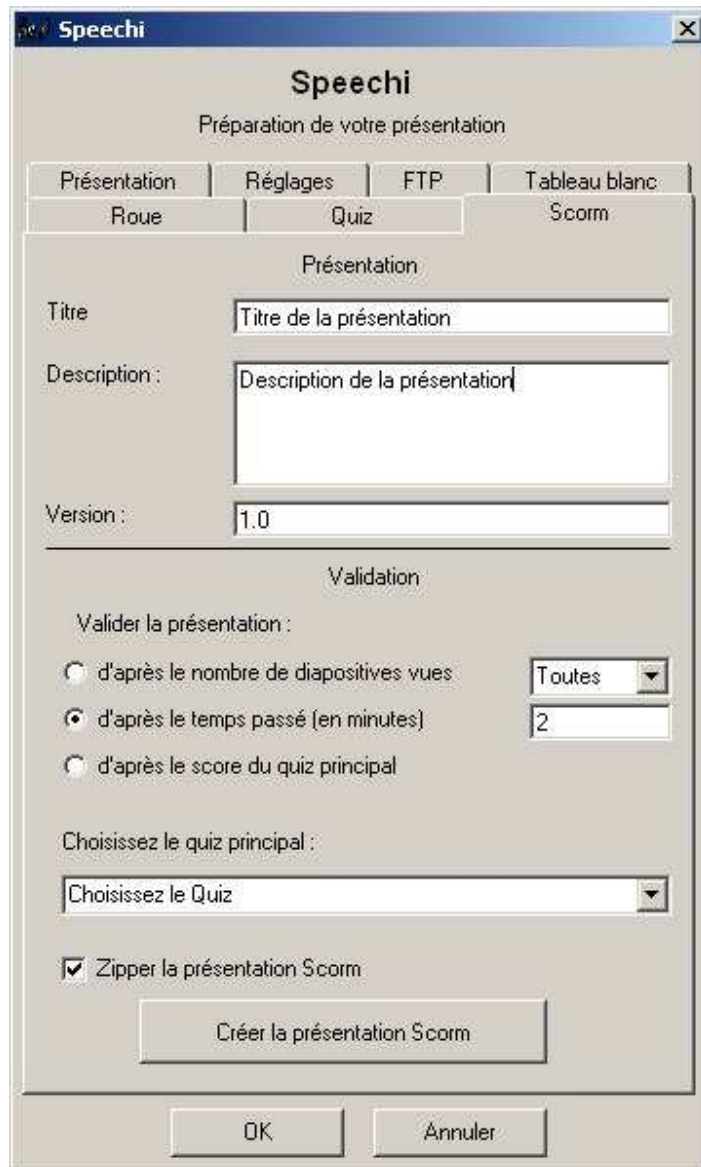 Speechi
Speechi
Préparation de votre présentation
Présentation Réglages FTP Tableau blanc
Roue Quiz Scorm
Présentation
Titre Titre de la présentation
Description : Description de la présentation
Version : 1.0
Validation
Valider la présentation :
d'après le nombre de diapositives vues Toutes
d'après le temps passé (en minutes) 2
d'après le score du quiz principal
Choisissez le quiz principal :
Choisissez le Quiz
Zipper la présentation Scorm
Créer la présentation Scorm
OK Annuler